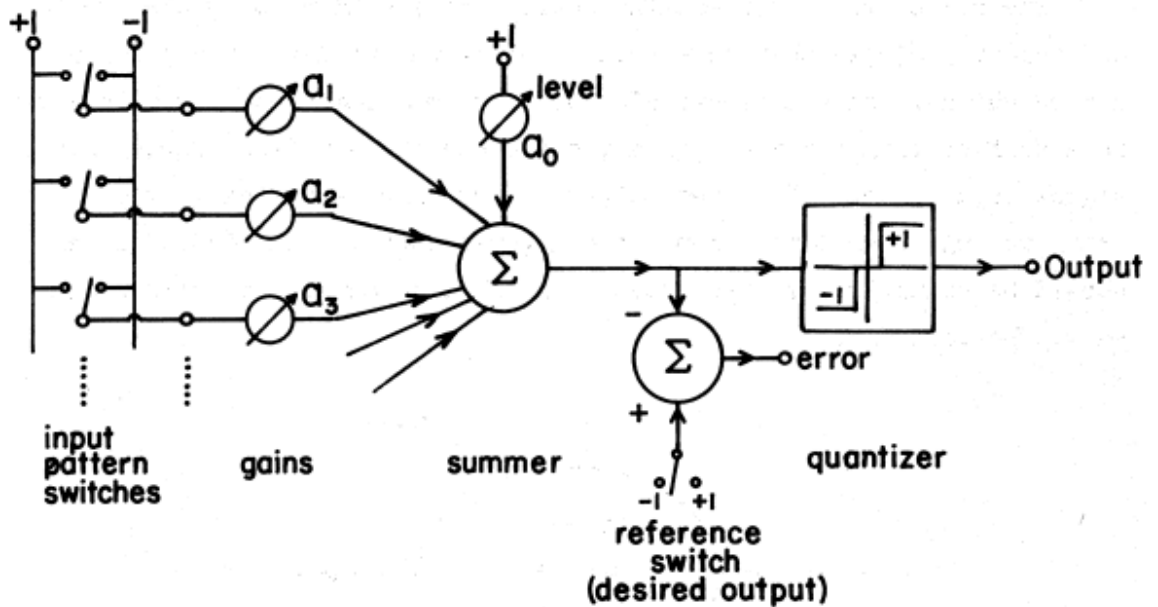 +1
-1
+1
level
a₁
a₀
a₂
a₃
Σ
+1
-1
Output
-
Σ
error
+
-1 +1
input
pattern
switches
gains
summer
quantizer
reference
switch
(desired output)